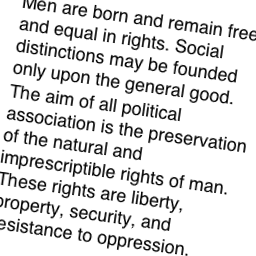 Men are born and remain free
and equal in rights. Social
distinctions may be founded
only upon the general good.
The aim of all political
association is the preservation
of the natural and
imprescriptible rights of man.
These rights are liberty,
property, security, and
resistance to oppression.